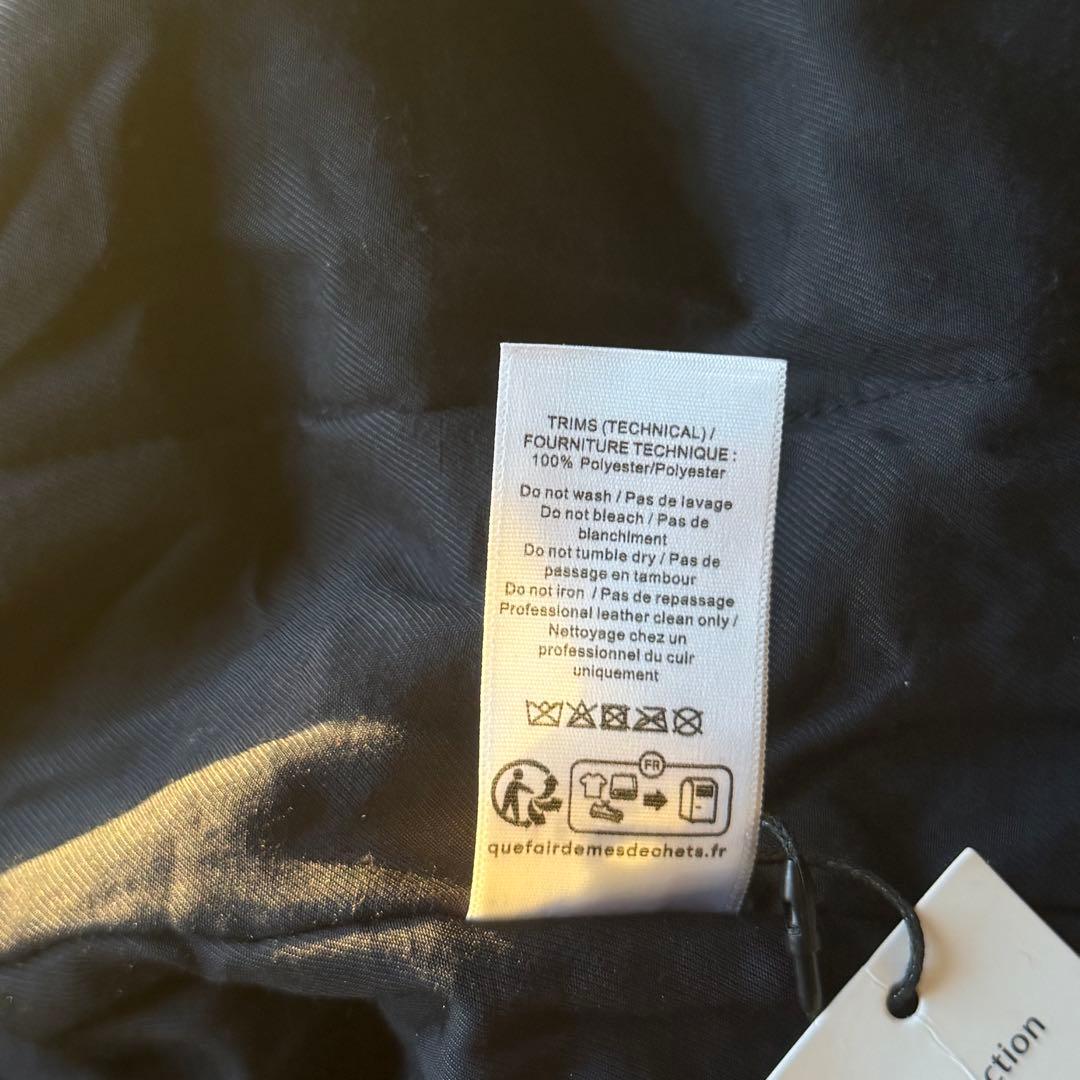 TRIMS (TECHNICAL) /
FOURNITURE TECHNIQUE :
100% Polyester/Polyester
Do not wash / Pas de lavage
Do not bleach / Pas de
blanchiment
Do not tumble dry / Pas de
passage en tambour
Do not iron / Pas de repassage
Professional leather clean only /
Nettoyage chez un
professionnel du cuir
uniquement
FR
quefairdemesdechets.fr
ction